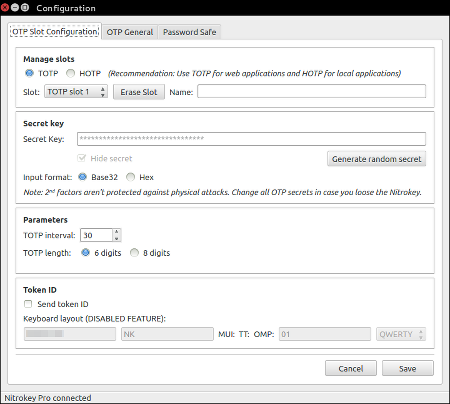 Configuration
OTP Slot Configuration OTP General Password Safe
Manage slots
TOTP HOTP (Recommendation: Use TOTP for web applications and HOTP for local applications)
Slot: TOTP slot 1 Erase Slot Name:
Secret key
Secret Key: ********************************
Hide secret Generate random secret
Input format: Base32 Hex
Note: 2nd factors aren't protected against physical attacks. Change all OTP secrets in case you loose the Nitrokey.
Parameters
TOTP interval: 30
TOTP length: 6 digits 8 digits
Token ID
Send token ID
Keyboard layout (DISABLED FEATURE):
NK MUI: TT: OMP: 01 QWERTY
Cancel Save
Nitrokey Pro connected